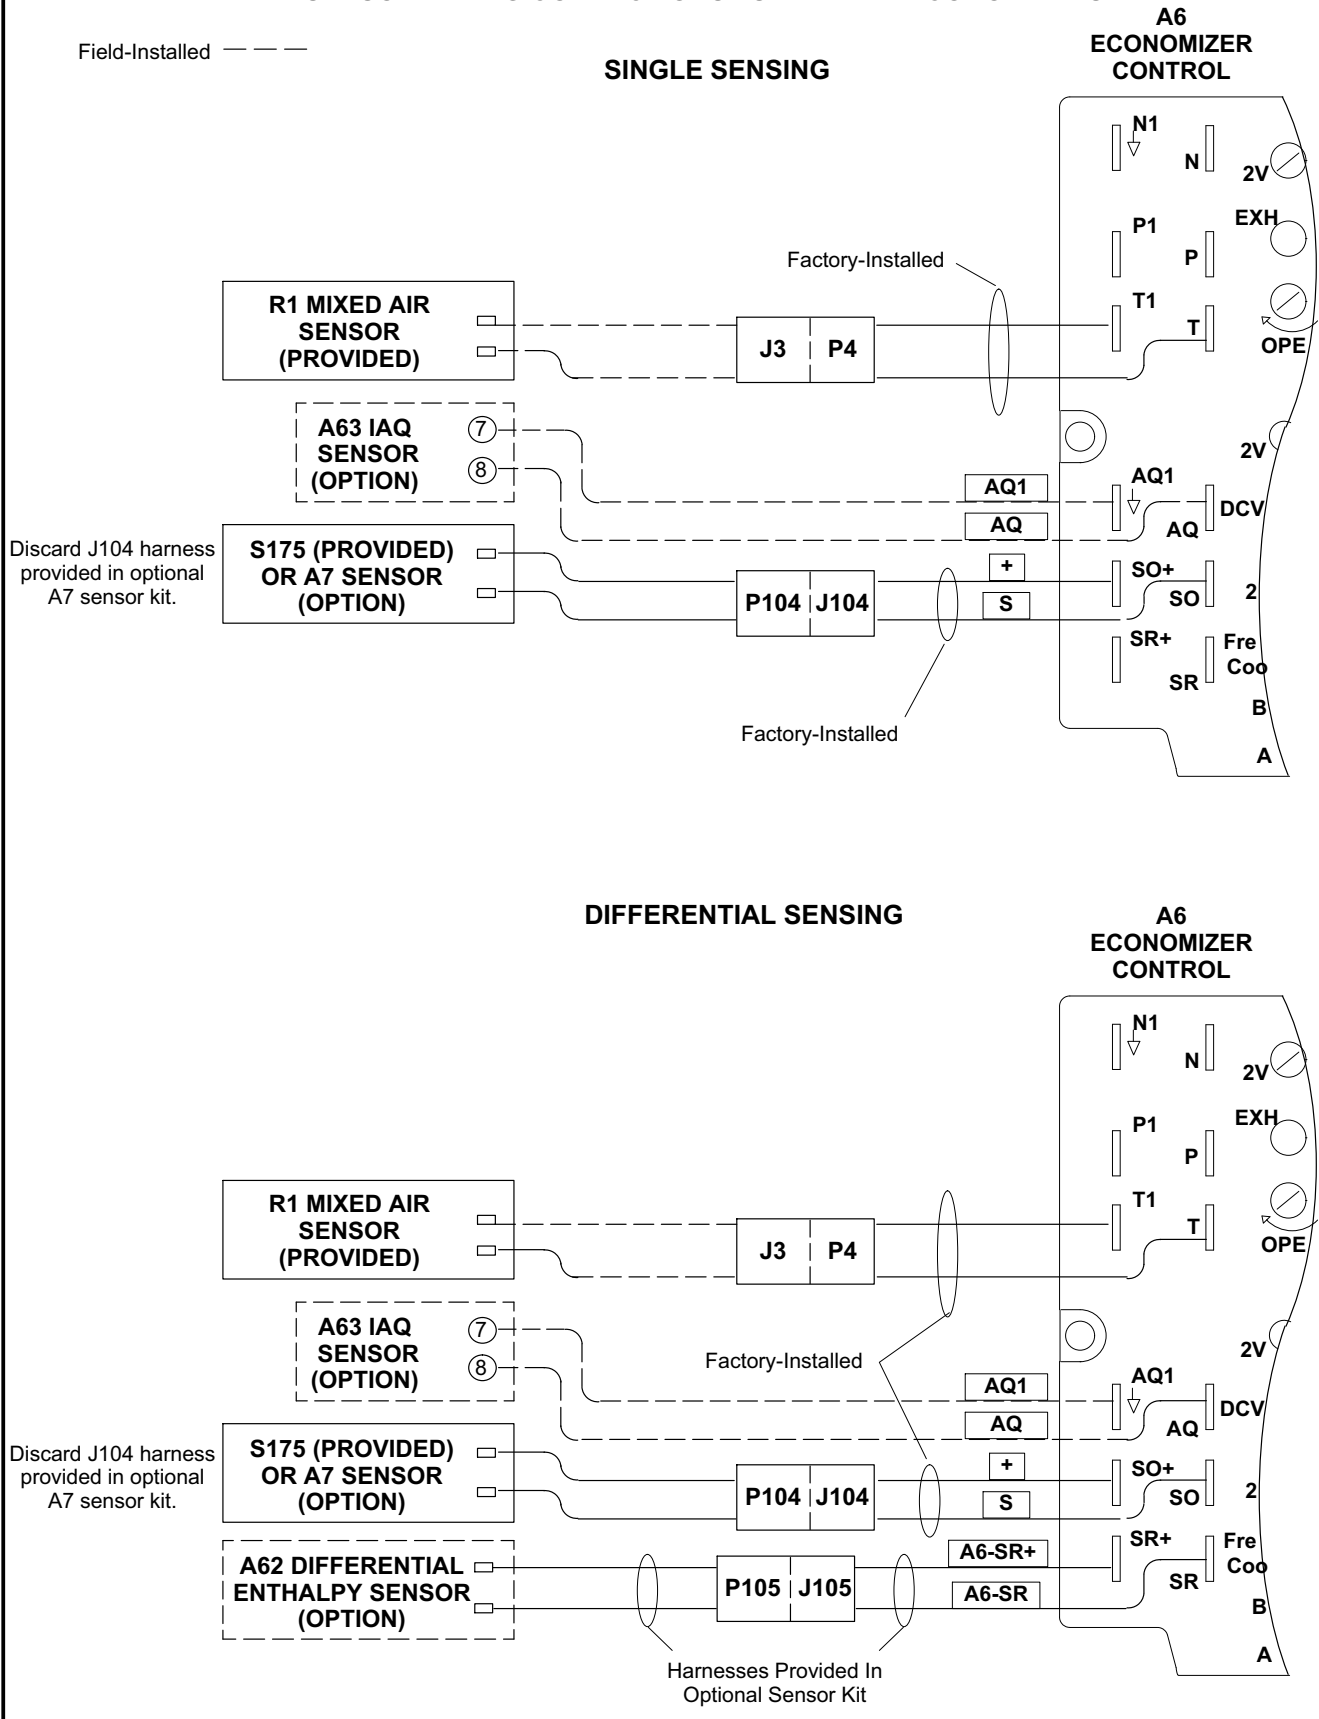 Field-Installed
SINGLE SENSING
A6
ECONOMIZER
CONTROL
N1
N
2V
EXH
P1
P
Factory-Installed
T1
T
OPE
R1 MIXED AIR
SENSOR
(PROVIDED)
J3
P4
A63 IAQ
SENSOR
(OPTION)
7
8
2V
AQ1
AQ1
DCV
AQ
AQ
Discard J104 harness
provided in optional
A7 sensor kit.
S175 (PROVIDED)
OR A7 SENSOR
(OPTION)
P104
J104
+
S
SO+
SO
2
SR+
SR
Fre
Coo
B
A
Factory-Installed
DIFFERENTIAL SENSING
A6
ECONOMIZER
CONTROL
N1
N
2V
EXH
P1
P
T1
T
OPE
R1 MIXED AIR
SENSOR
(PROVIDED)
J3
P4
A63 IAQ
SENSOR
(OPTION)
7
8
Factory-Installed
2V
AQ1
AQ1
DCV
AQ
AQ
Discard J104 harness
provided in optional
A7 sensor kit.
S175 (PROVIDED)
OR A7 SENSOR
(OPTION)
P104
J104
+
S
SO+
SO
2
A62 DIFFERENTIAL
ENTHALPY SENSOR
(OPTION)
P105
J105
A6-SR+
A6-SR
SR+
SR
Fre
Coo
B
A
Harnesses Provided In
Optional Sensor Kit